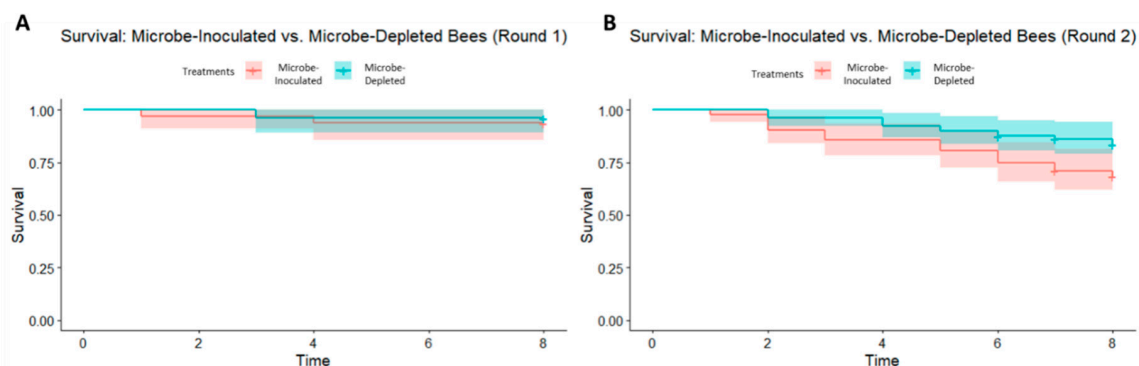 A
Survival: Microbe-Inoculated vs. Microbe-Depleted Bees (Round 1)
Treatments
Microbe-
Inoculated
Microbe-
Depleted
1.00
0.75
0.50
0.25
0.00
Survival
0 2 4 6 8
Time
B
Survival: Microbe-Inoculated vs. Microbe-Depleted Bees (Round 2)
Treatments
Microbe-
Inoculated
Microbe-
Depleted
1.00
0.75
0.50
0.25
0.00
Survival
0 2 4 6 8
Time